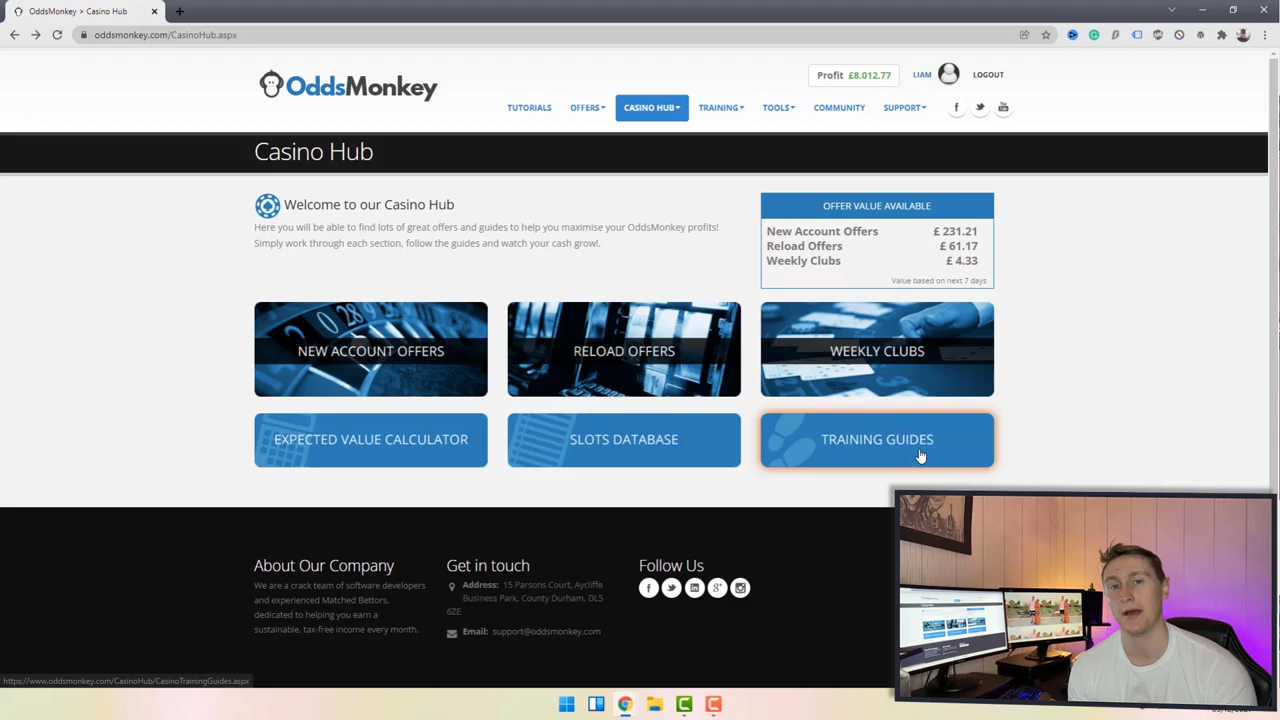 OddsMonkey > Casino Hub
oddsmonkey.com/CasinoHub.aspx
OddsMonkey
Profit £8,012.77
LIAM
LOGOUT
TUTORIALS
OFFERS
CASINO HUB
TRAINING
TOOLS
COMMUNITY
SUPPORT
Casino Hub
Welcome to our Casino Hub
Here you will be able to find lots of great offers and guides to help you maximise your OddsMonkey profits!
Simply work through each section, follow the guides and watch your cash grow!.
OFFER VALUE AVAILABLE
New Account Offers £ 231.21
Reload Offers £ 61.17
Weekly Clubs £ 4.33
Value based on next 7 days
NEW ACCOUNT OFFERS
RELOAD OFFERS
WEEKLY CLUBS
EXPECTED VALUE CALCULATOR
SLOTS DATABASE
TRAINING GUIDES
About Our Company
We are a crack team of software developers
and experienced Matched Bettors,
dedicated to helping you earn a
sustainable, tax-free income every month.
Get in touch
Address: 15 Parsons Court, Aycliffe
Business Park, County Durham, DL5
6ZE
Email: support@oddsmonkey.com
Follow Us
https://www.oddsmonkey.com/CasinoHub/CasinoTrainingGuides.aspx